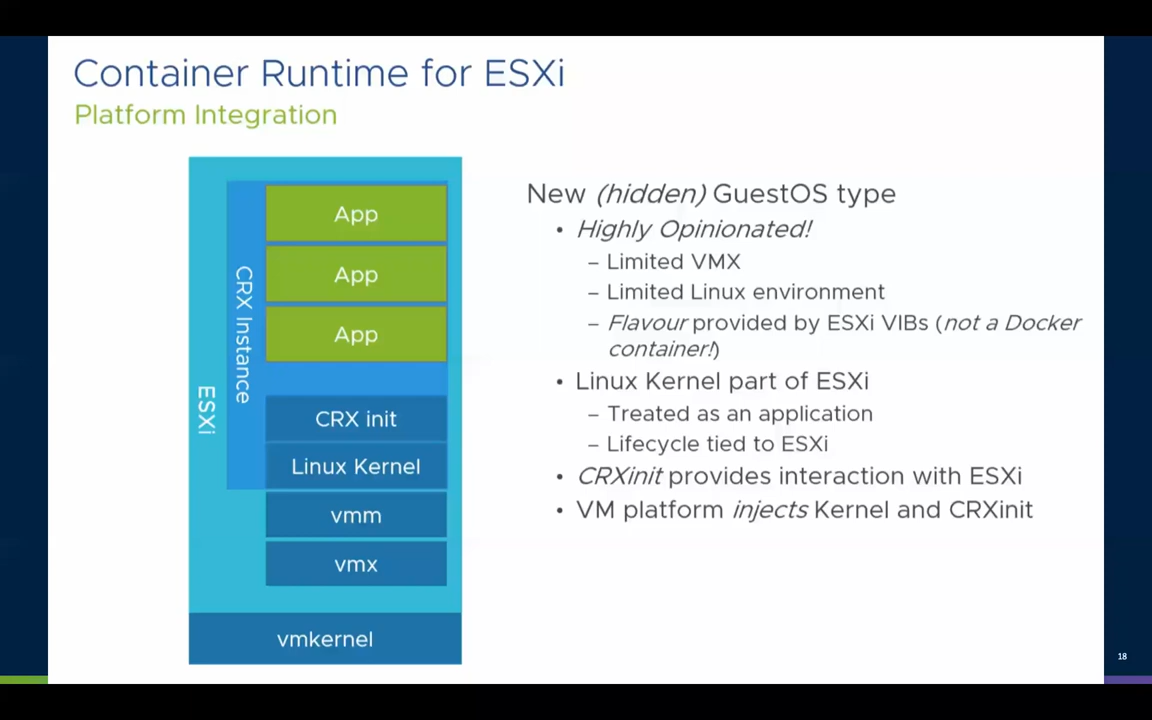 Container Runtime for ESXi
Platform Integration
App
App
App
CRX Instance
ESXi
CRX init
Linux Kernel
vmm
vmx
vmkernel
New (hidden) GuestOS type
• Highly Opinionated!
– Limited VMX
– Limited Linux environment
– Flavour provided by ESXi VIBs (not a Docker
container!)
• Linux Kernel part of ESXi
– Treated as an application
– Lifecycle tied to ESXi
• CRXinit provides interaction with ESXi
• VM platform injects Kernel and CRXinit
18